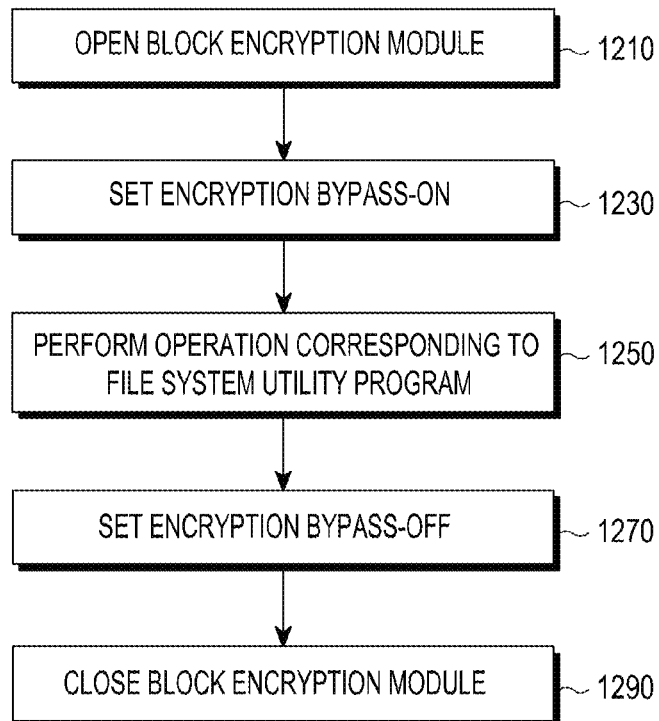 OPEN BLOCK ENCRYPTION MODULE
1210
SET ENCRYPTION BYPASS-ON
1230
PERFORM OPERATION CORRESPONDING TO
FILE SYSTEM UTILITY PROGRAM
1250
SET ENCRYPTION BYPASS-OFF
1270
CLOSE BLOCK ENCRYPTION MODULE
1290